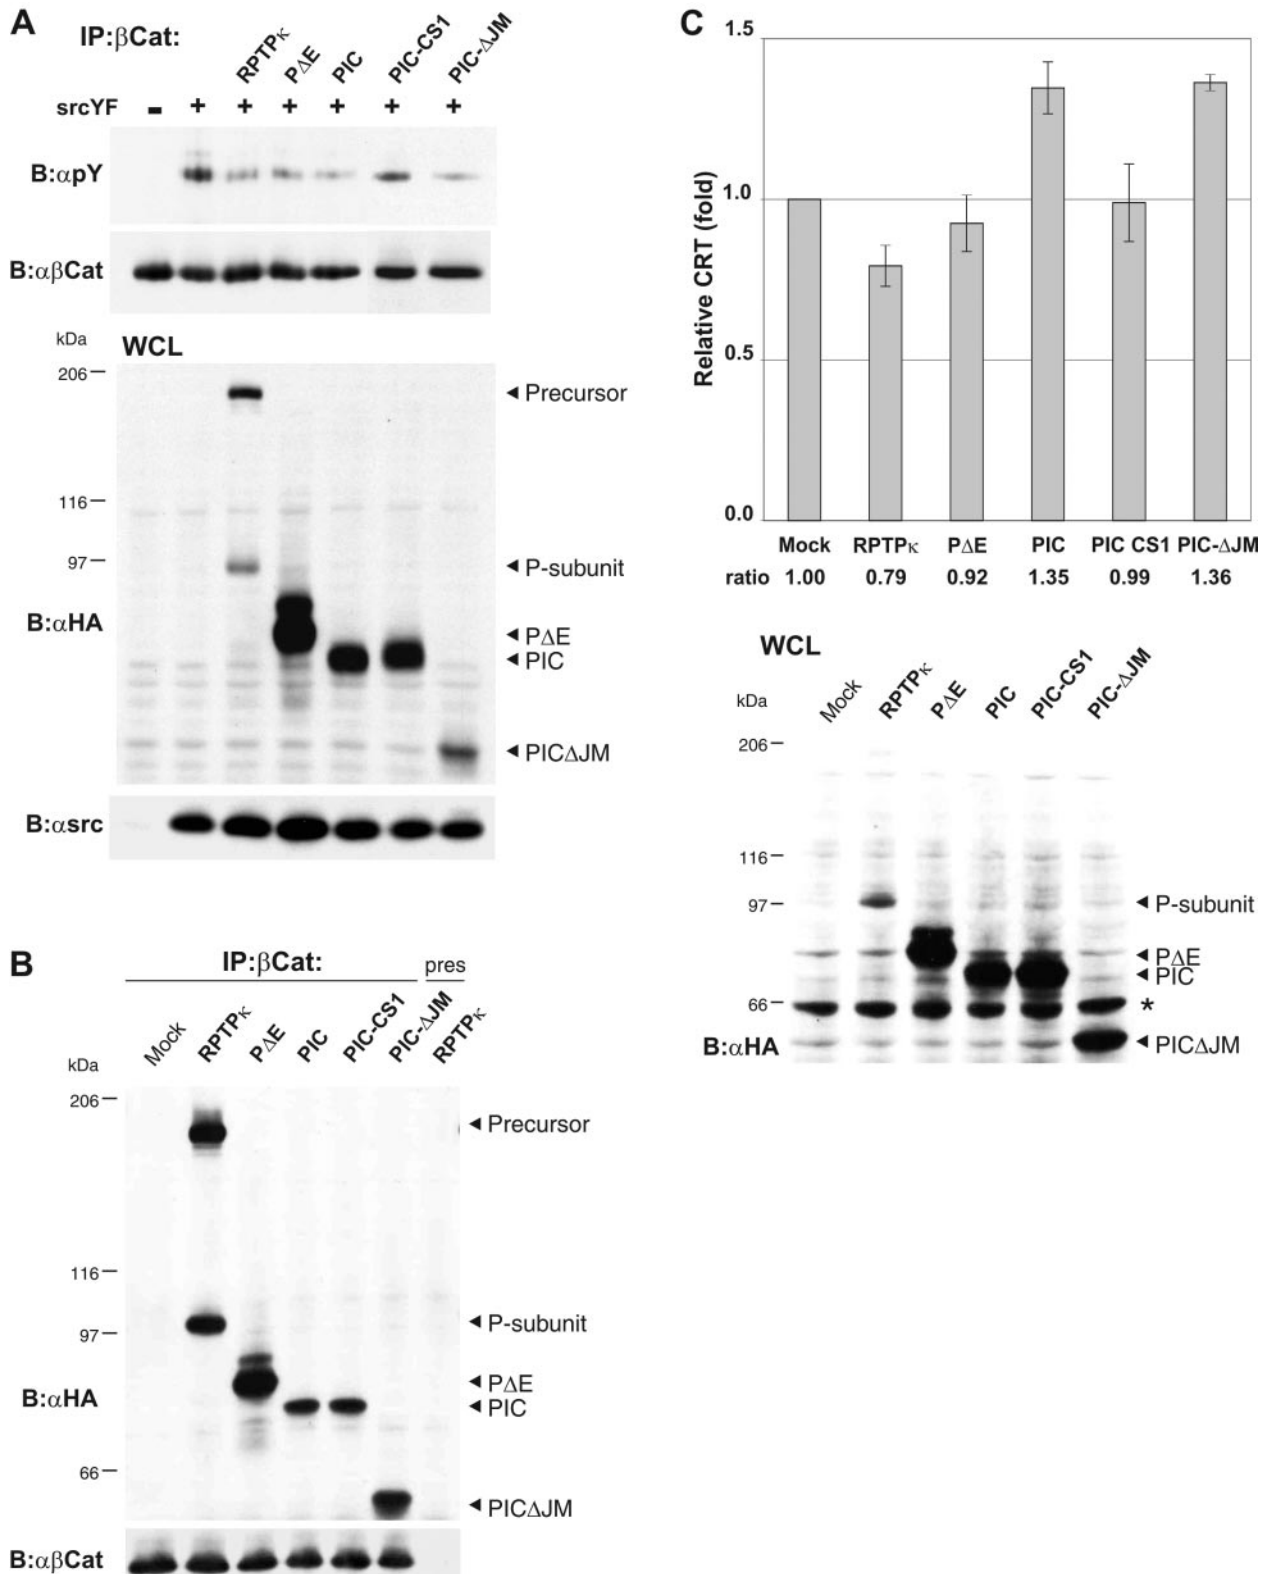 A
IP:βCat:
RPTPκ
PΔE
PIC
PIC-CS1
PIC-ΔJM
srcYF - + + + + + +
B:αpY
B:αβCat
kDa
WCL
206
Precursor
116
97
P-subunit
B:αHA
PΔE
PIC
PICΔJM
B:αsrc
B
IP:βCat:
pres
Mock
RPTPκ
PΔE
PIC
PIC-CS1
PIC-ΔJM
RPTPκ
kDa
206
Precursor
116
97
P-subunit
PΔE
B:αHA
PIC
66
PICΔJM
B:αβCat
C
1.5
1.0
0.5
0.0
Relative CRT (fold)
Mock RPTPκ PΔE PIC PIC CS1 PIC-ΔJM
ratio 1.00 0.79 0.92 1.35 0.99 1.36
WCL
Mock
RPTPκ
PΔE
PIC
PIC-CS1
PIC-ΔJM
kDa
206
116
97
P-subunit
PΔE
PIC
66
*
B:αHA
PICΔJM